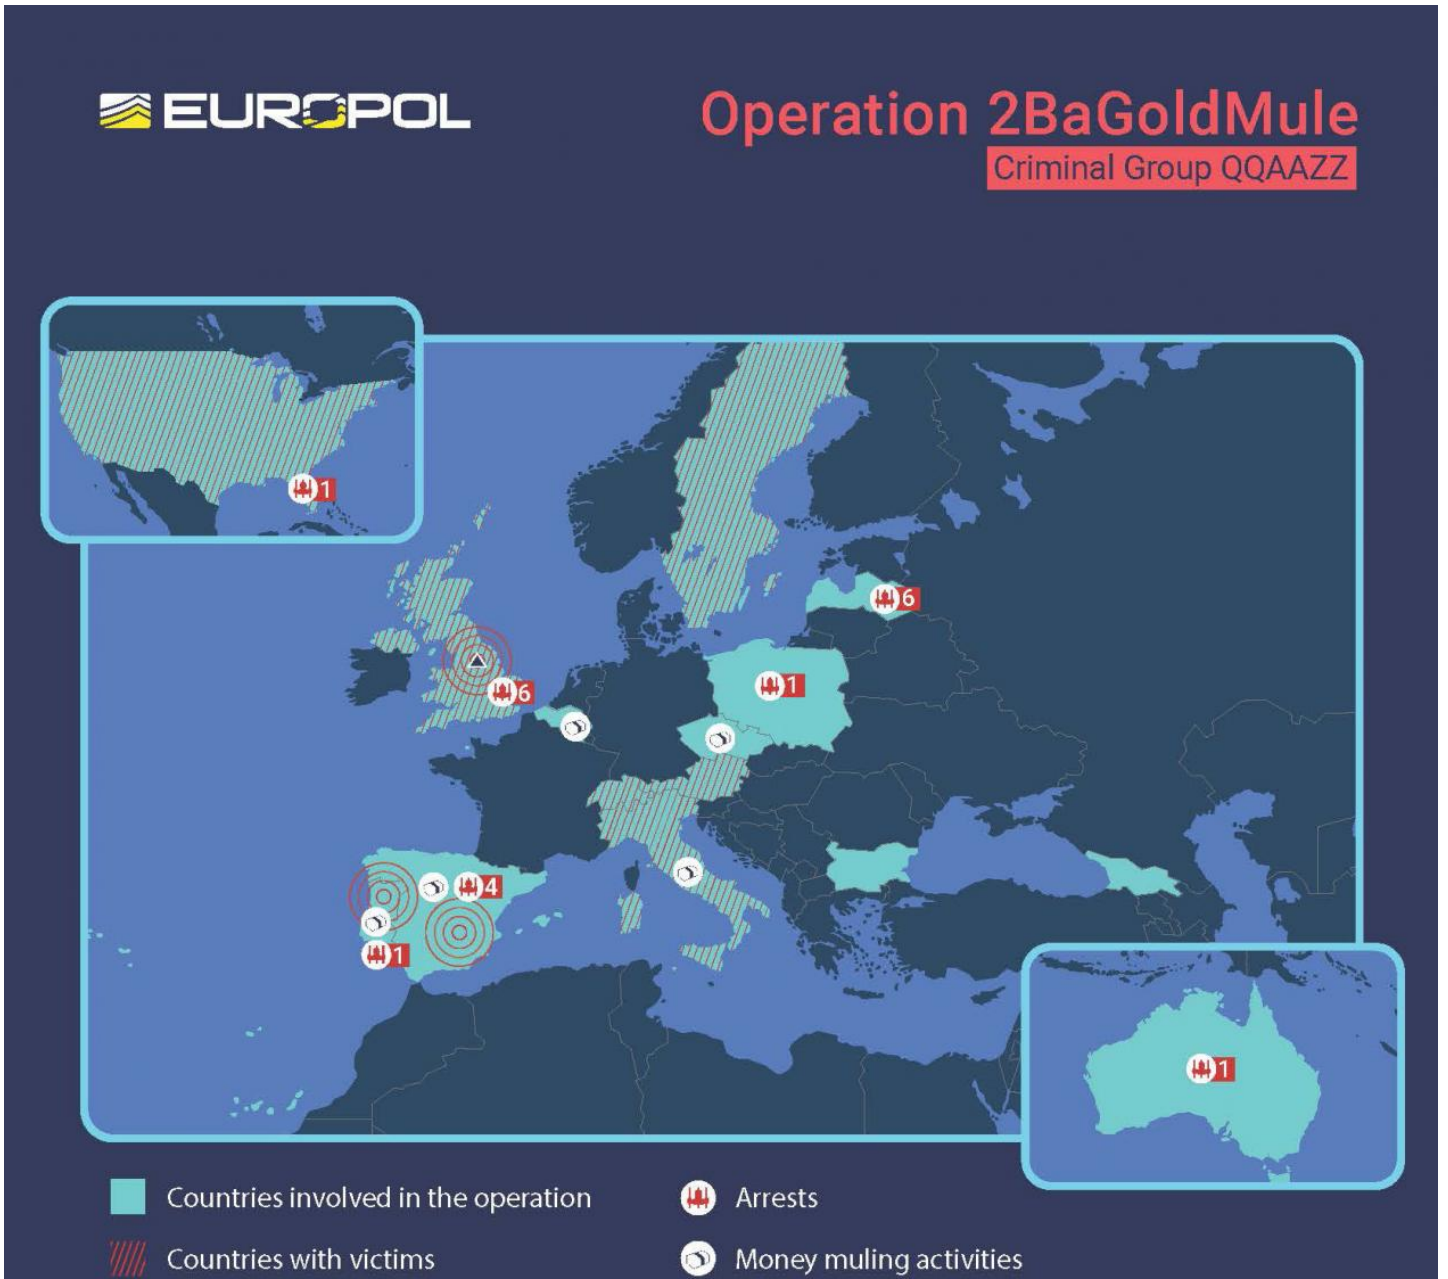 EUROPOL
Operation 2BaGoldMule
Criminal Group QQAAZZ
1
6
6
1
4
1
1
Countries involved in the operation
Arrests
Countries with victims
Money muling activities